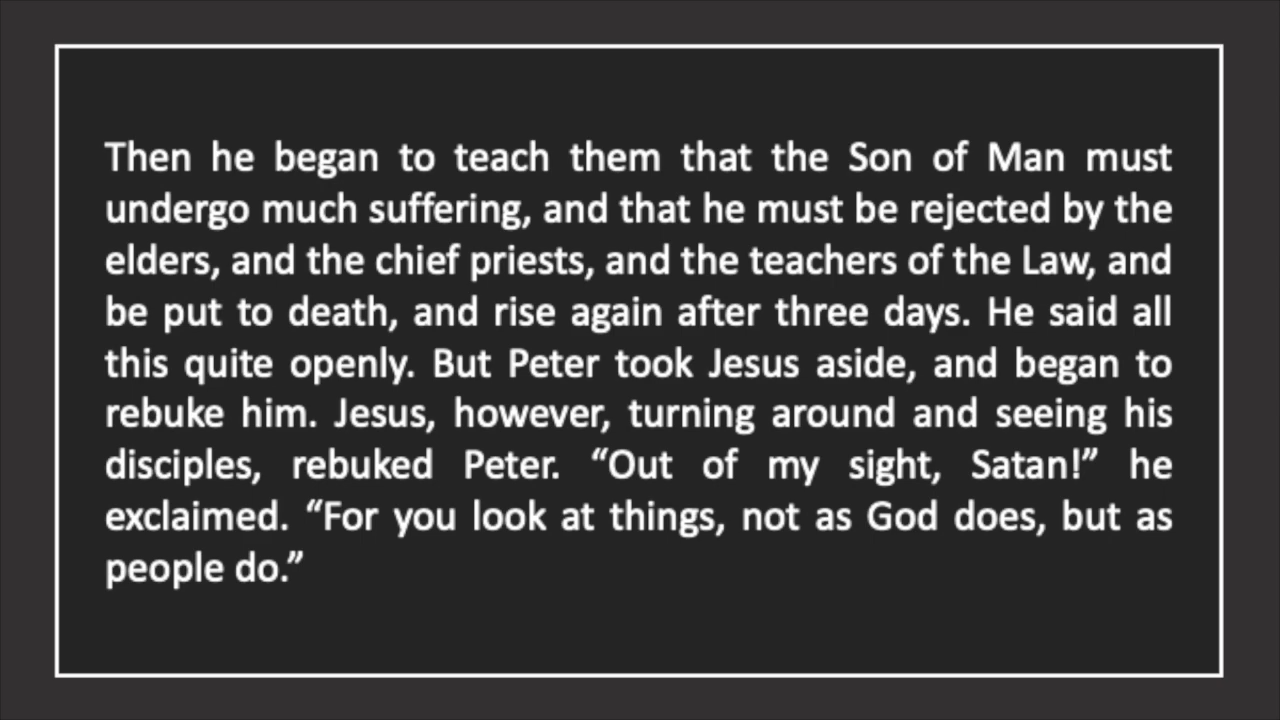 Then he began to teach them that the Son of Man must
undergo much suffering, and that he must be rejected by the
elders, and the chief priests, and the teachers of the Law, and
be put to death, and rise again after three days. He said all
this quite openly. But Peter took Jesus aside, and began to
rebuke him. Jesus, however, turning around and seeing his
disciples, rebuked Peter. “Out of my sight, Satan!” he
exclaimed. “For you look at things, not as God does, but as
people do.”